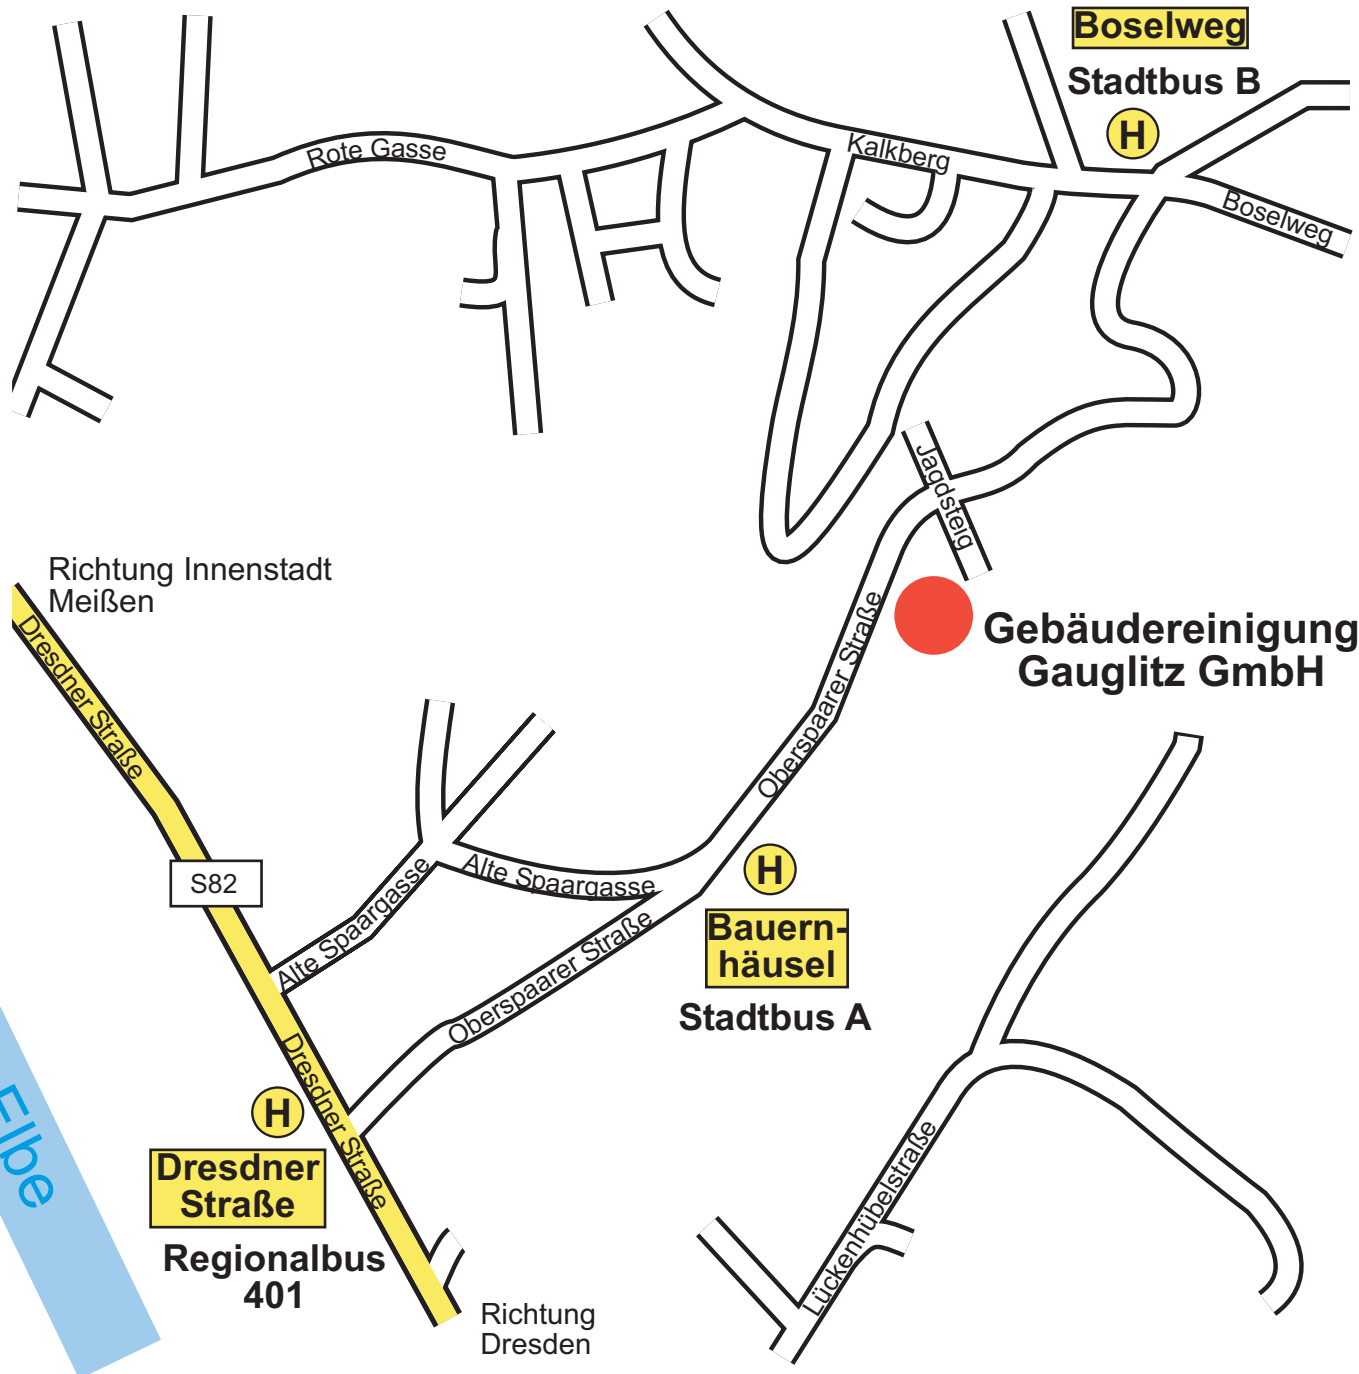 Boselweg
Stadtbus B
H
Rote Gasse
Kalkberg
Boselweg
Jagdsteig
Richtung Innenstadt
Meißen
Dresdner Straße
Gebäudereinigung
Gauglitz GmbH
Oberspaarer Straße
S82
Alte Spaargasse
Alte Spaargasse
H
Bauern-
häusel
Stadtbus A
Oberspaarer Straße
Dresdner Straße
Elbe
H
Dresdner
Straße
Regionalbus
401
Lückenhübelstraße
Richtung
Dresden